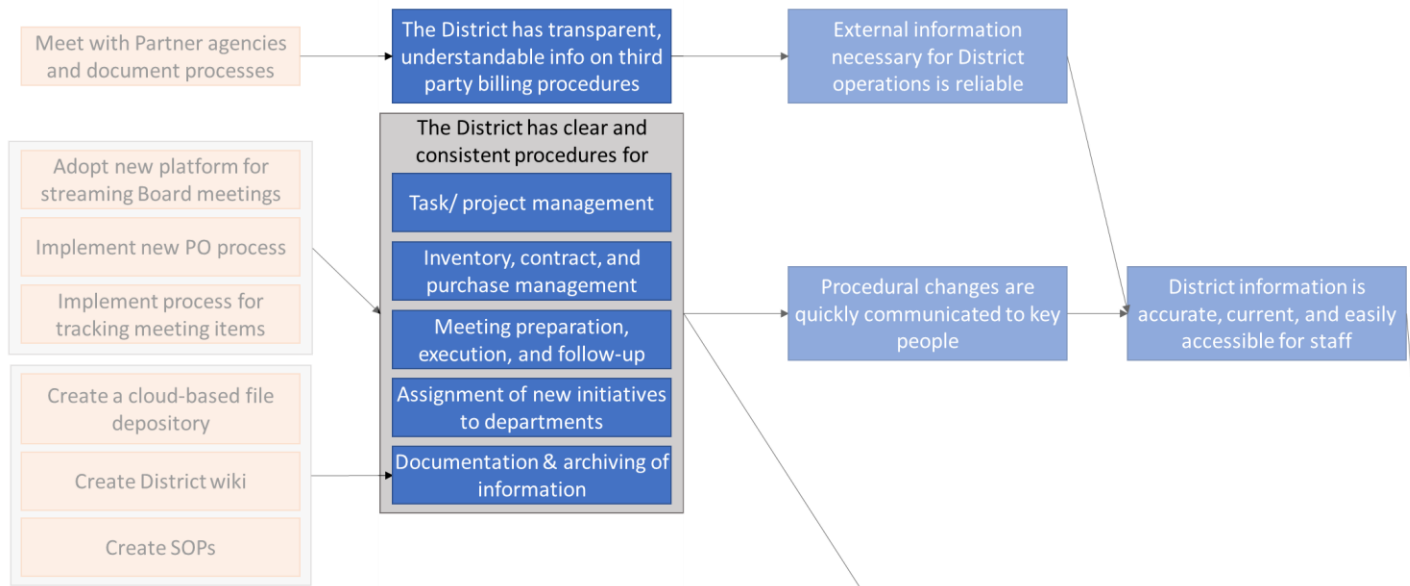 Meet with Partner agencies
and document processes
The District has transparent,
understandable info on third
party billing procedures
External information
necessary for District
operations is reliable
The District has clear and
consistent procedures for
Adopt new platform for
streaming Board meetings
Implement new PO process
Implement process for
tracking meeting items
Task/ project management
Inventory, contract, and
purchase management
Meeting preparation,
execution, and follow-up
Assignment of new initiatives
to departments
Documentation & archiving of
information
Create a cloud-based file
depository
Create District wiki
Create SOPs
Procedural changes are
quickly communicated to key
people
District information is
accurate, current, and easily
accessible for staff